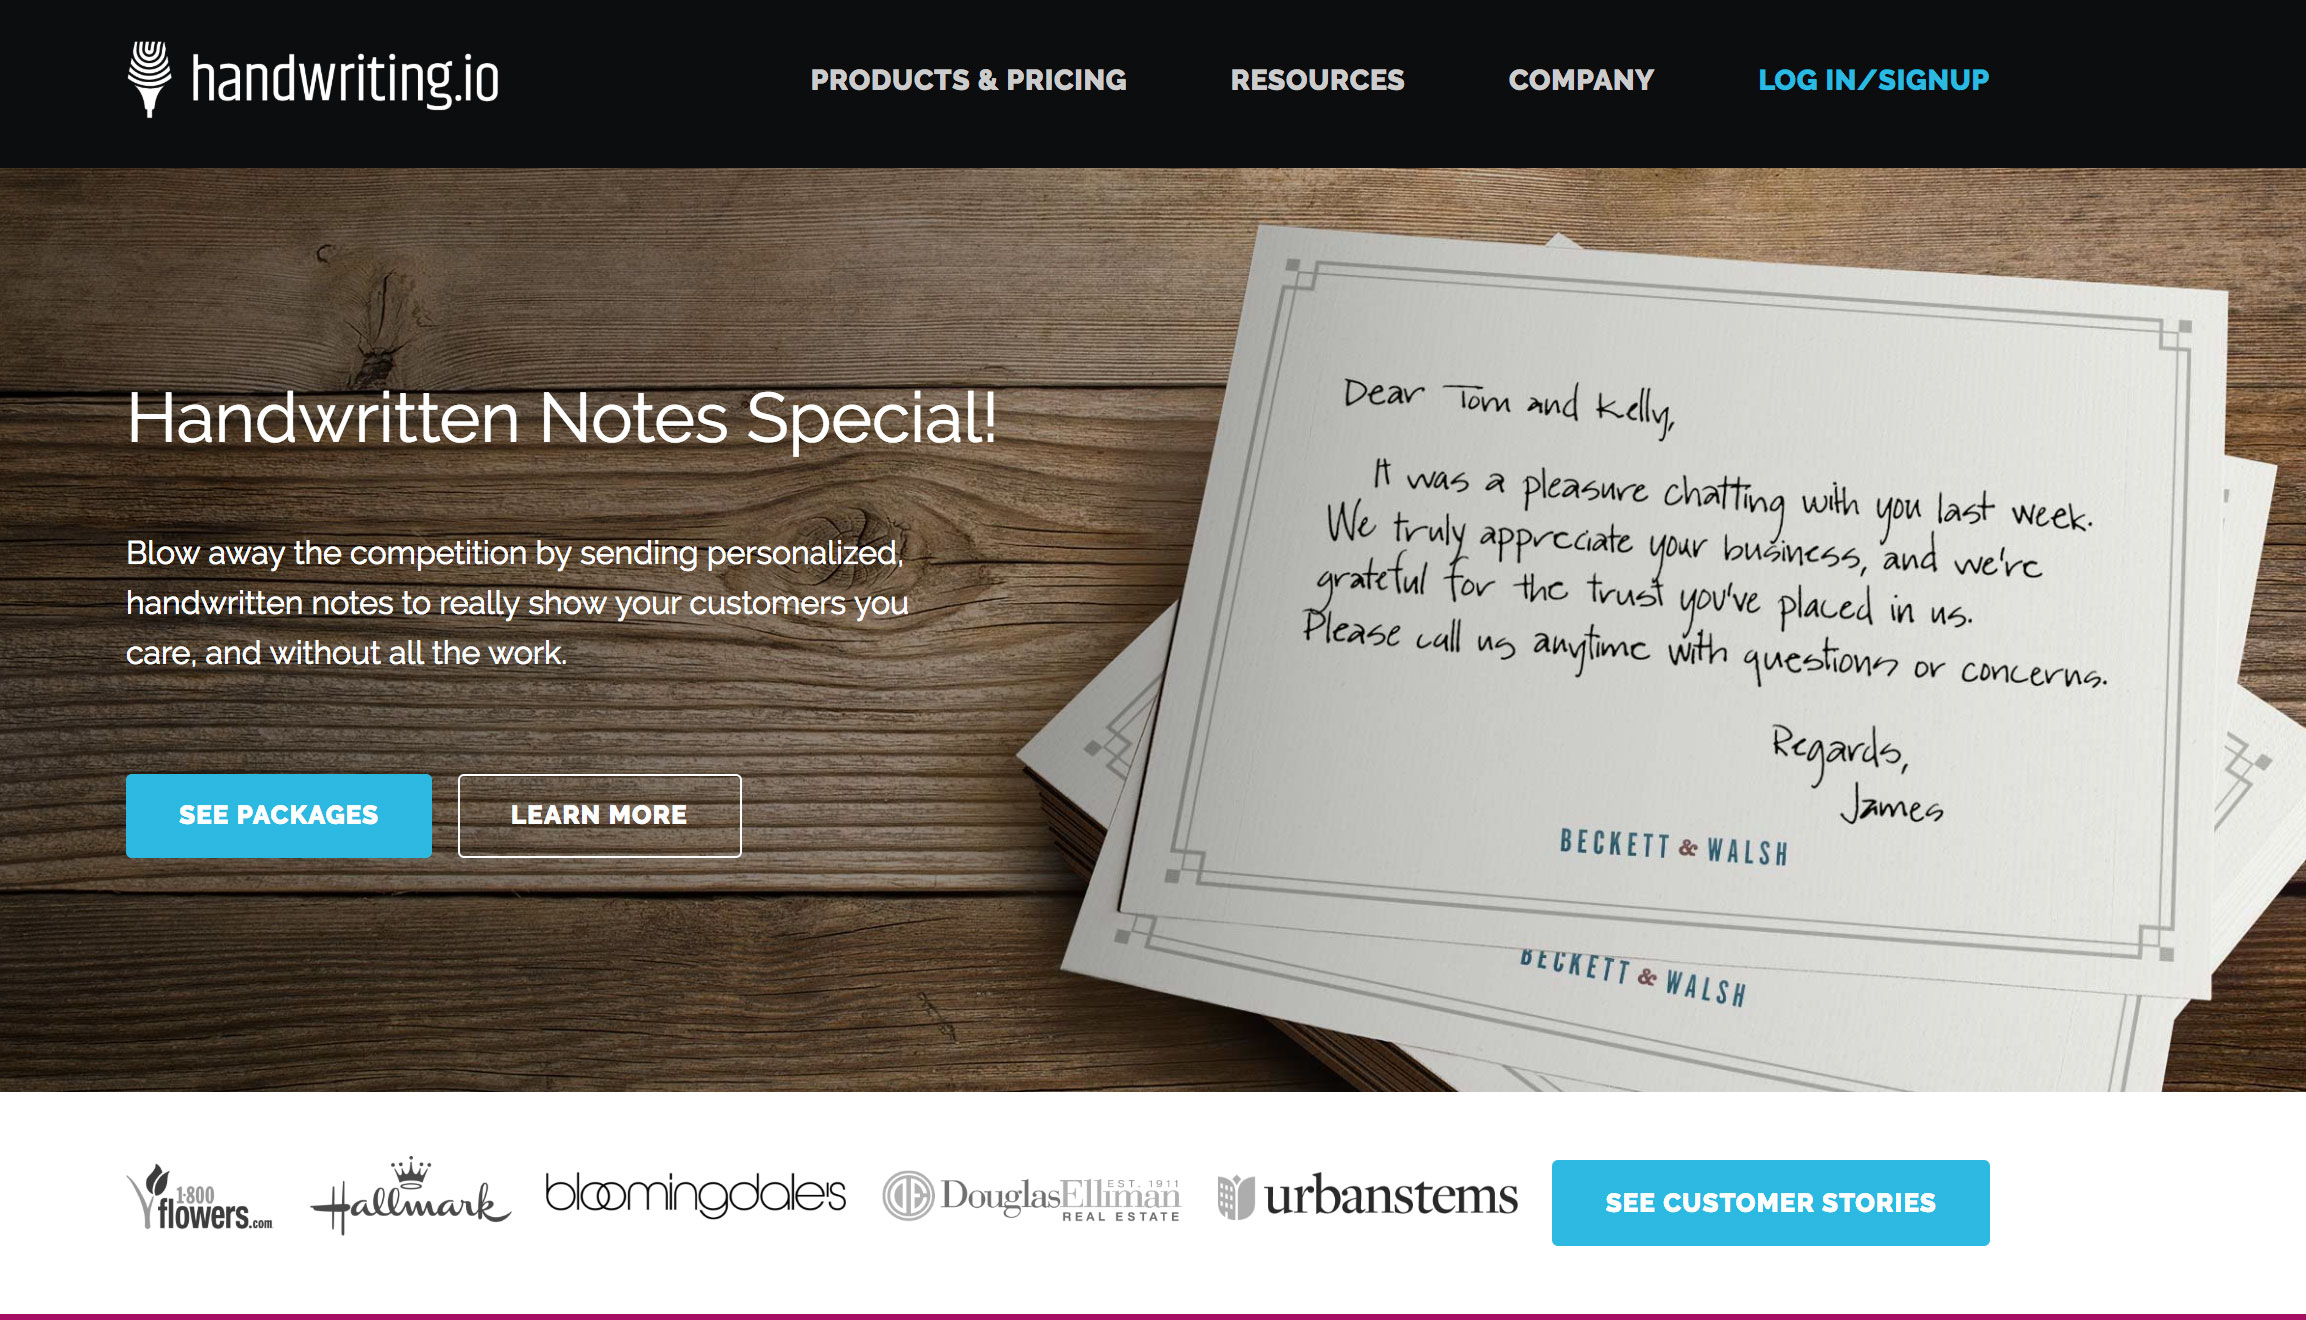 handwriting.io
PRODUCTS & PRICING
RESOURCES
COMPANY
LOG IN/SIGNUP
Handwritten Notes Special!
Blow away the competition by sending personalized,
handwritten notes to really show your customers you
care, and without all the work.
SEE PACKAGES
LEARN MORE
Dear Tom and Kelly,
It was a pleasure chatting with you last week.
We truly appreciate your business, and we're
grateful for the trust you've placed in us.
Please call us anytime with questions or concerns.
Regards,
James
BECKETT & WALSH
BECKETT & WALSH
1·800
flowers.com
Hallmark
bloomingdale's
DE
EST. 1911
DouglasElliman
REAL ESTATE
urbanstems
SEE CUSTOMER STORIES